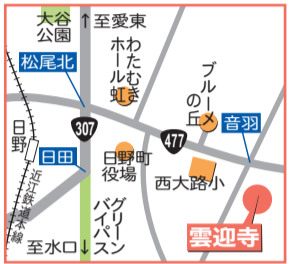 大谷
公園
↑至愛東
わたむき
ホール虹
松尾北
ブルーメ
の丘
307
477
音羽
日野
日田
日野町
役場
西大路小
近江鉄道本線
グリーン
バイパス
雲迎寺
至水口↓